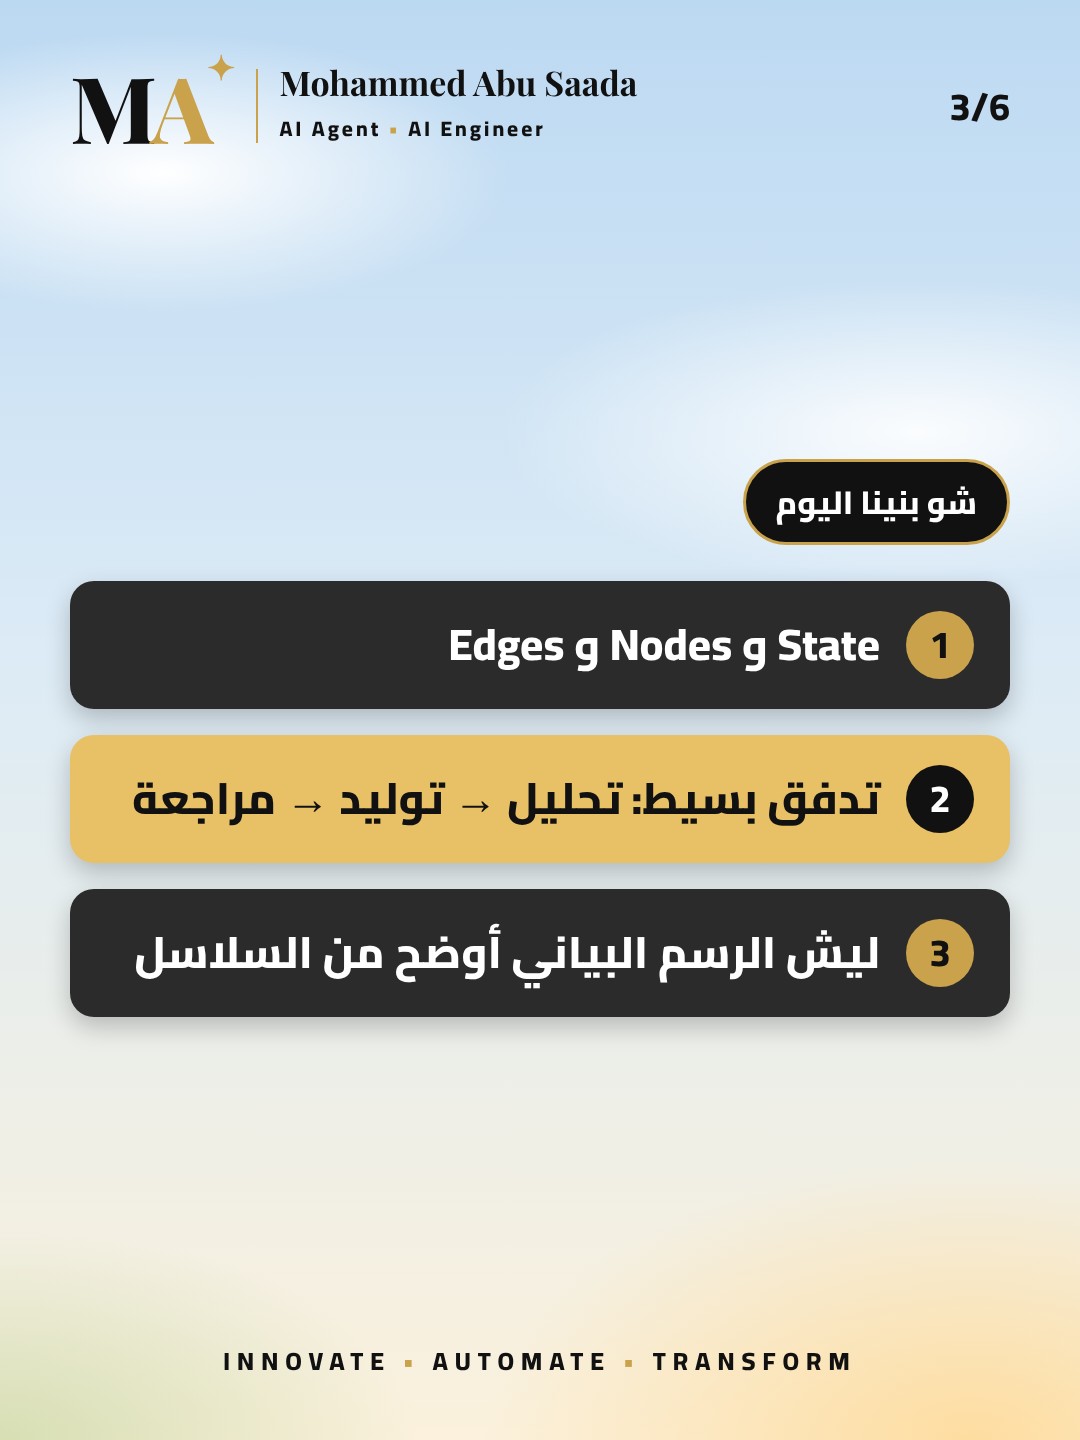 MA
Mohammed Abu Saada
AI Agent ▪ AI Engineer
3/6
شو بنينا اليوم
1
State و Nodes و Edges
2
تدفق بسيط: تحليل → توليد → مراجعة
3
ليش الرسم البياني أوضح من السلاسل
INNOVATE ▪ AUTOMATE ▪ TRANSFORM